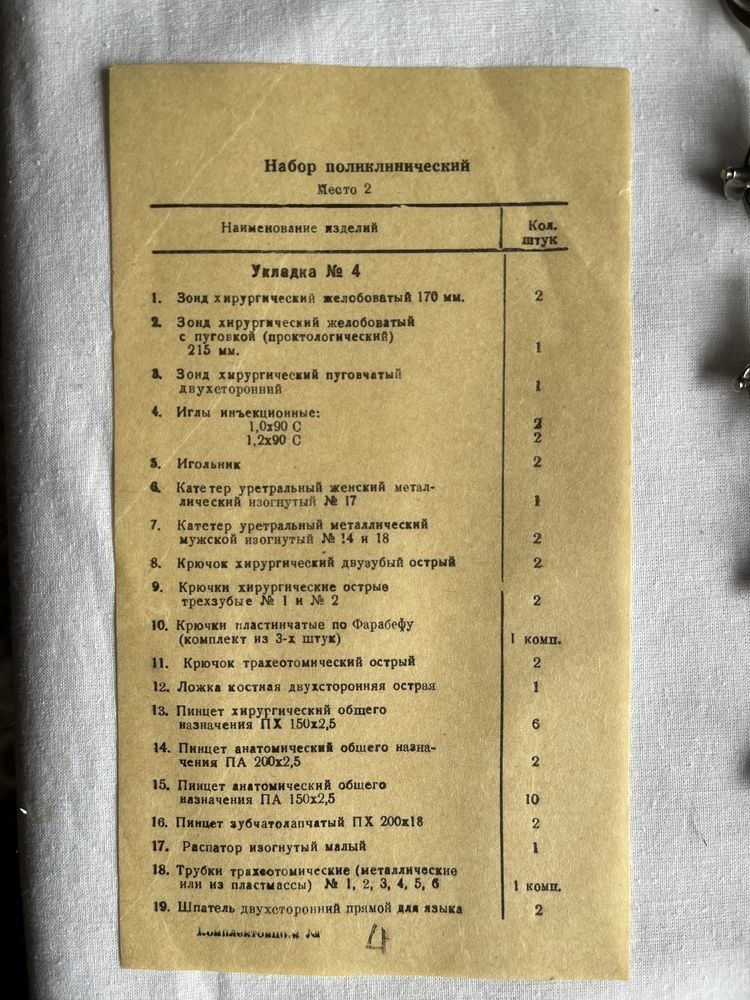 Набор поликлинический
Место 2
Наименование изделий Кол. штук
Укладка № 4
1. Зонд хирургический желобоватый 170 мм. 2
2. Зонд хирургический желобоватый
с пуговкой (проктологический)
215 мм. 1
3. Зонд хирургический пуговчатый
двухсторонний 1
4. Иглы инъекционные:
1,0х90 С 2
1,2х90 С 2
5. Игольник 2
6. Катетер уретральный женский метал-
лический изогнутый № 17 1
7. Катетер уретральный металлический
мужской изогнутый № 14 и 18 2
8. Крючок хирургический двузубый острый 2
9. Крючки хирургические острые
трехзубые № 1 и № 2 2
10. Крючки пластинчатые по Фарабефу
(комплект из 3-х штук) 1 комп.
11. Крючок трахеотомический острый 2
12. Ложка костная двухсторонняя острая 1
13. Пинцет хирургический общего
назначения ПХ 150х2,5 6
14. Пинцет анатомический общего назна-
чения ПА 200х2,5 2
15. Пинцет анатомический общего
назначения ПА 150х2,5 10
16. Пинцет зубчатолапчатый ПХ 200х18 2
17. Распатор изогнутый малый 1
18. Трубки трахеотомические (металлические
или из пластмассы) № 1, 2, 3, 4, 5, 6 1 комп.
19. Шпатель двухсторонний прямой для языка 2
№ 4